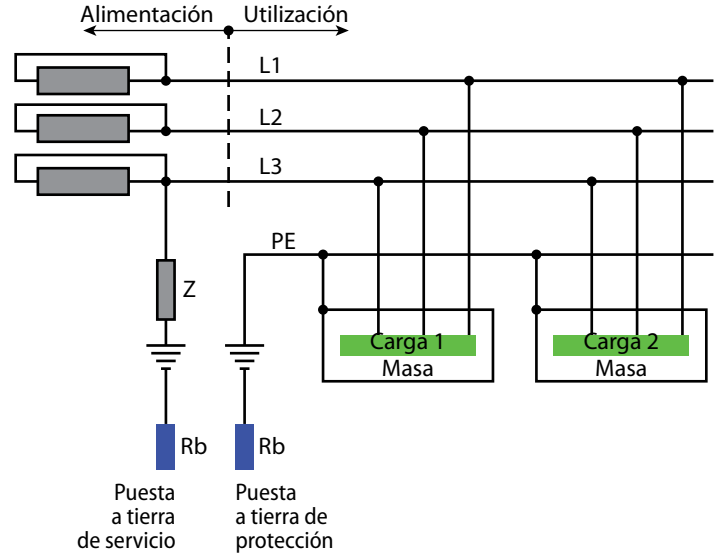 Alimentación
Utilización
L1
L2
L3
PE
Z
Carga 1
Masa
Carga 2
Masa
Rb
Rb
Puesta
a tierra
de servicio
Puesta
a tierra de
protección